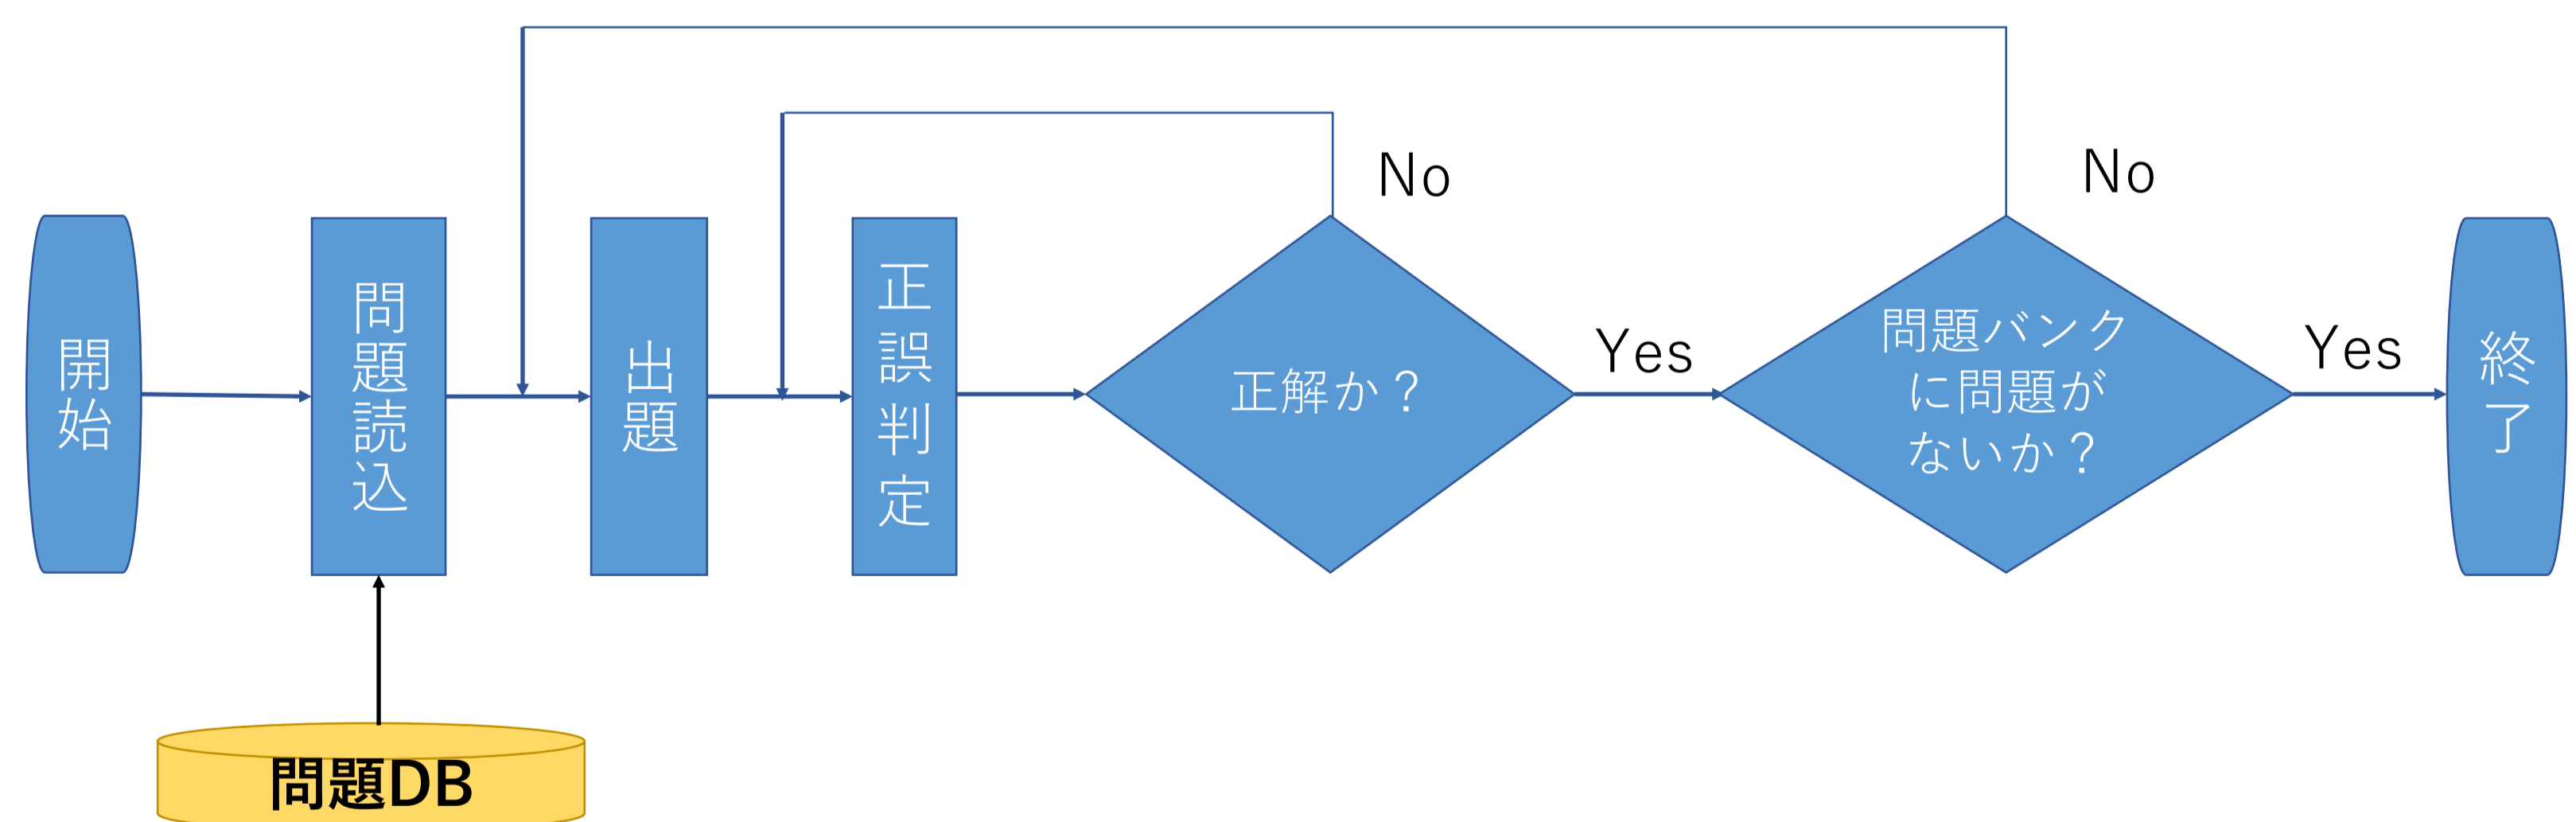 開始
問題読込
出題
正誤判定
正解か？
No
Yes
問題バンク
に問題が
ないか？
No
Yes
終了
問題DB